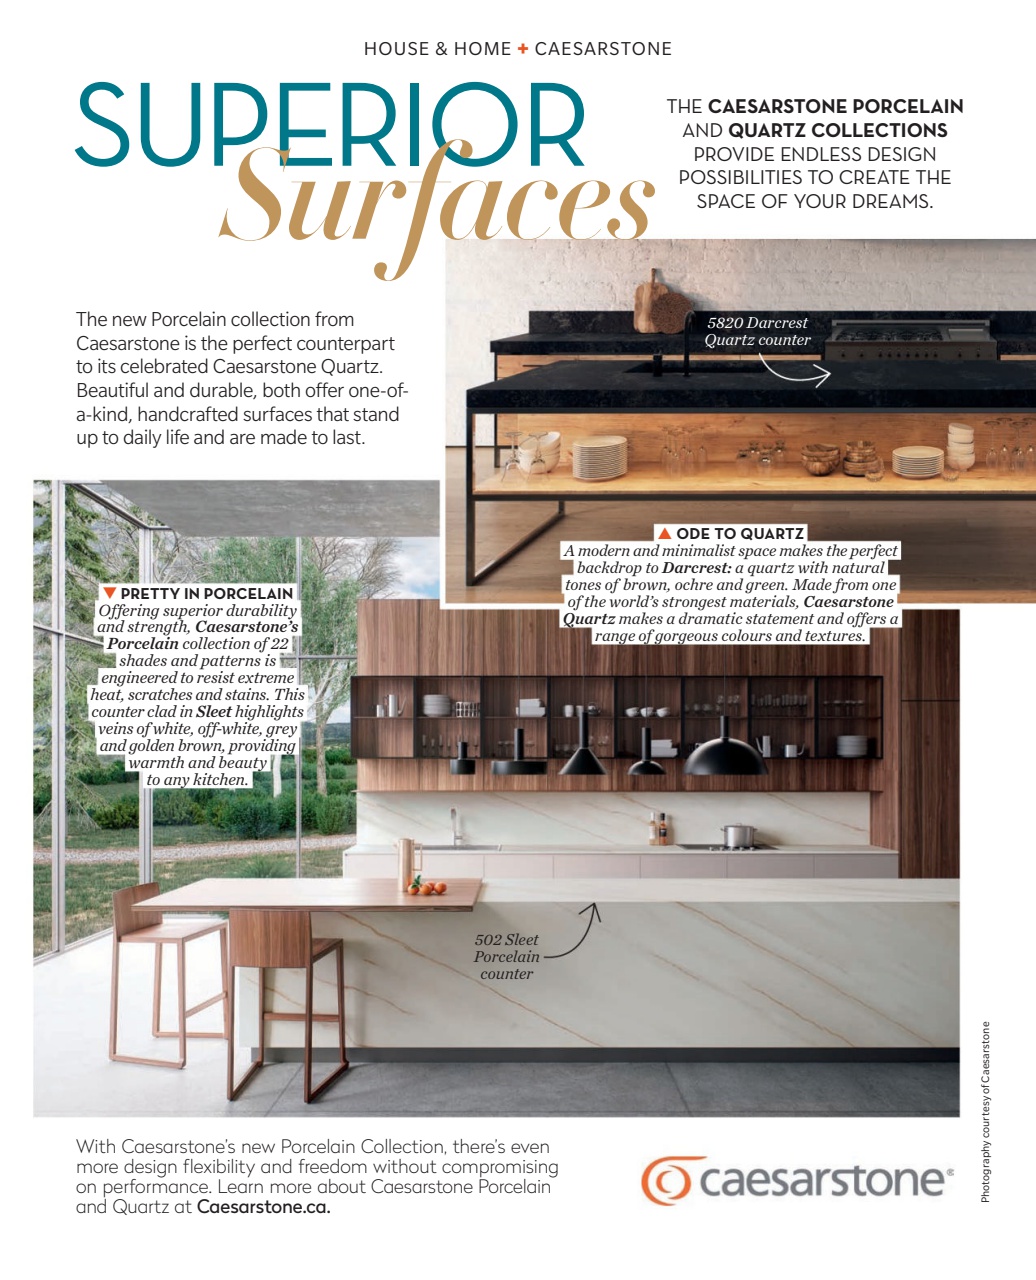 HOUSE & HOME + CAESARSTONE
SUPERIOR
Surfaces
THE CAESARSTONE PORCELAIN
AND QUARTZ COLLECTIONS
PROVIDE ENDLESS DESIGN
POSSIBILITIES TO CREATE THE
SPACE OF YOUR DREAMS.
The new Porcelain collection from
Caesarstone is the perfect counterpart
to its celebrated Caesarstone Quartz.
Beautiful and durable, both offer one-of-
a-kind, handcrafted surfaces that stand
up to daily life and are made to last.
5820 Darcrest
Quartz counter
▲ ODE TO QUARTZ
A modern and minimalist space makes the perfect
backdrop to Darcrest: a quartz with natural
tones of brown, ochre and green. Made from one
of the world's strongest materials, Caesarstone
Quartz makes a dramatic statement and offers a
range of gorgeous colours and textures.
▼ PRETTY IN PORCELAIN
Offering superior durability
and strength, Caesarstone's
Porcelain collection of 22
shades and patterns is
engineered to resist extreme
heat, scratches and stains. This
counter clad in Sleet highlights
veins of white, off-white, grey
and golden brown, providing
warmth and beauty
to any kitchen.
502 Sleet
Porcelain
counter
With Caesarstone's new Porcelain Collection, there's even
more design flexibility and freedom without compromising
on performance. Learn more about Caesarstone Porcelain
and Quartz at Caesarstone.ca.
caesarstone®
Photography courtesy of Caesarstone